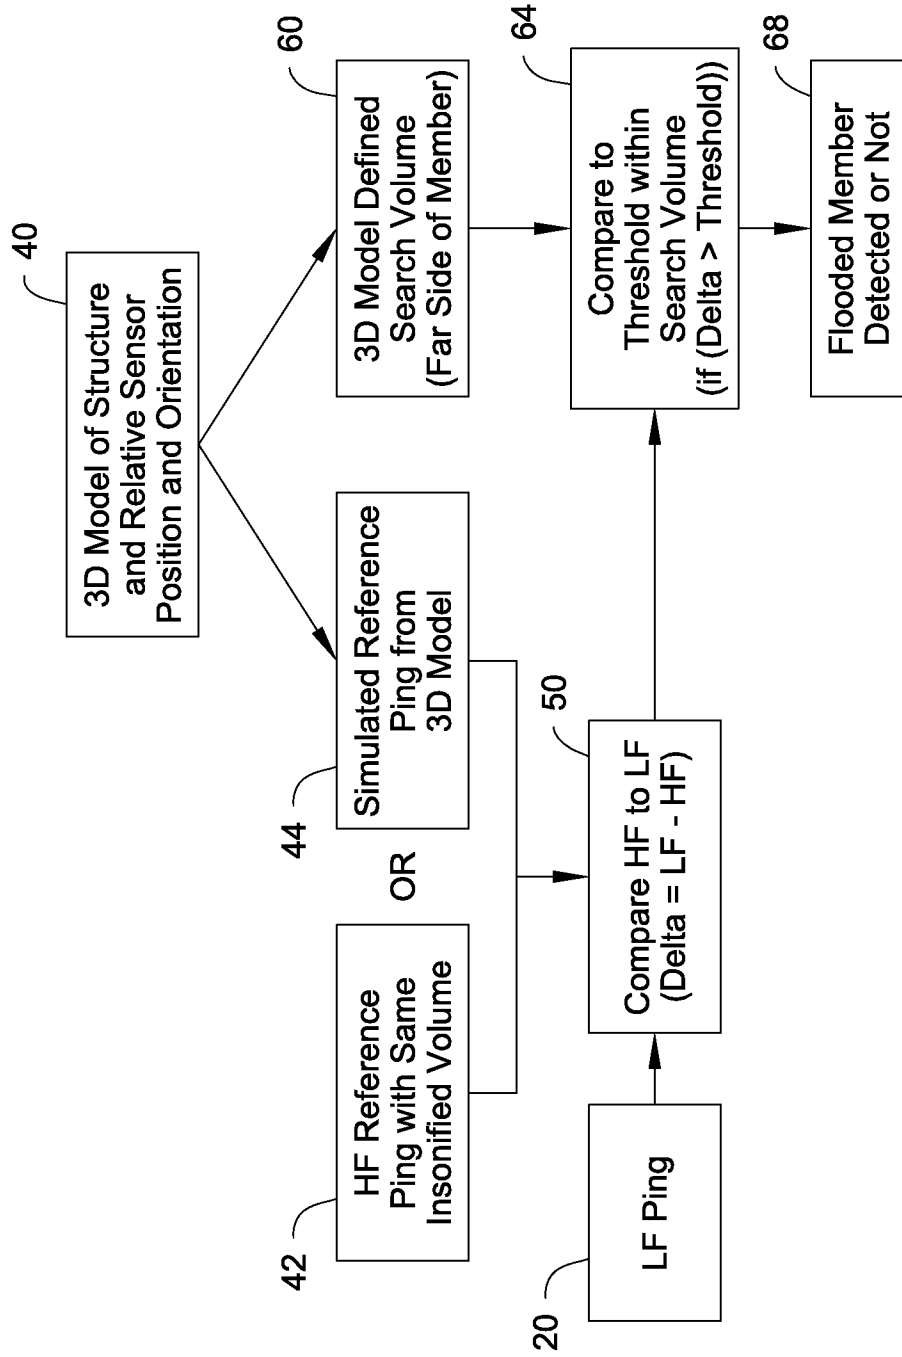 40
3D Model of Structure
and Relative Sensor
Position and Orientation
42
HF Reference
Ping with Same
Insonified Volume
OR
44
Simulated Reference
Ping from
3D Model
60
3D Model Defined
Search Volume
(Far Side of Member)
20
LF Ping
50
Compare HF to LF
(Delta = LF - HF)
64
Compare to
Threshold within
Search Volume
(if (Delta > Threshold))
68
Flooded Member
Detected or Not